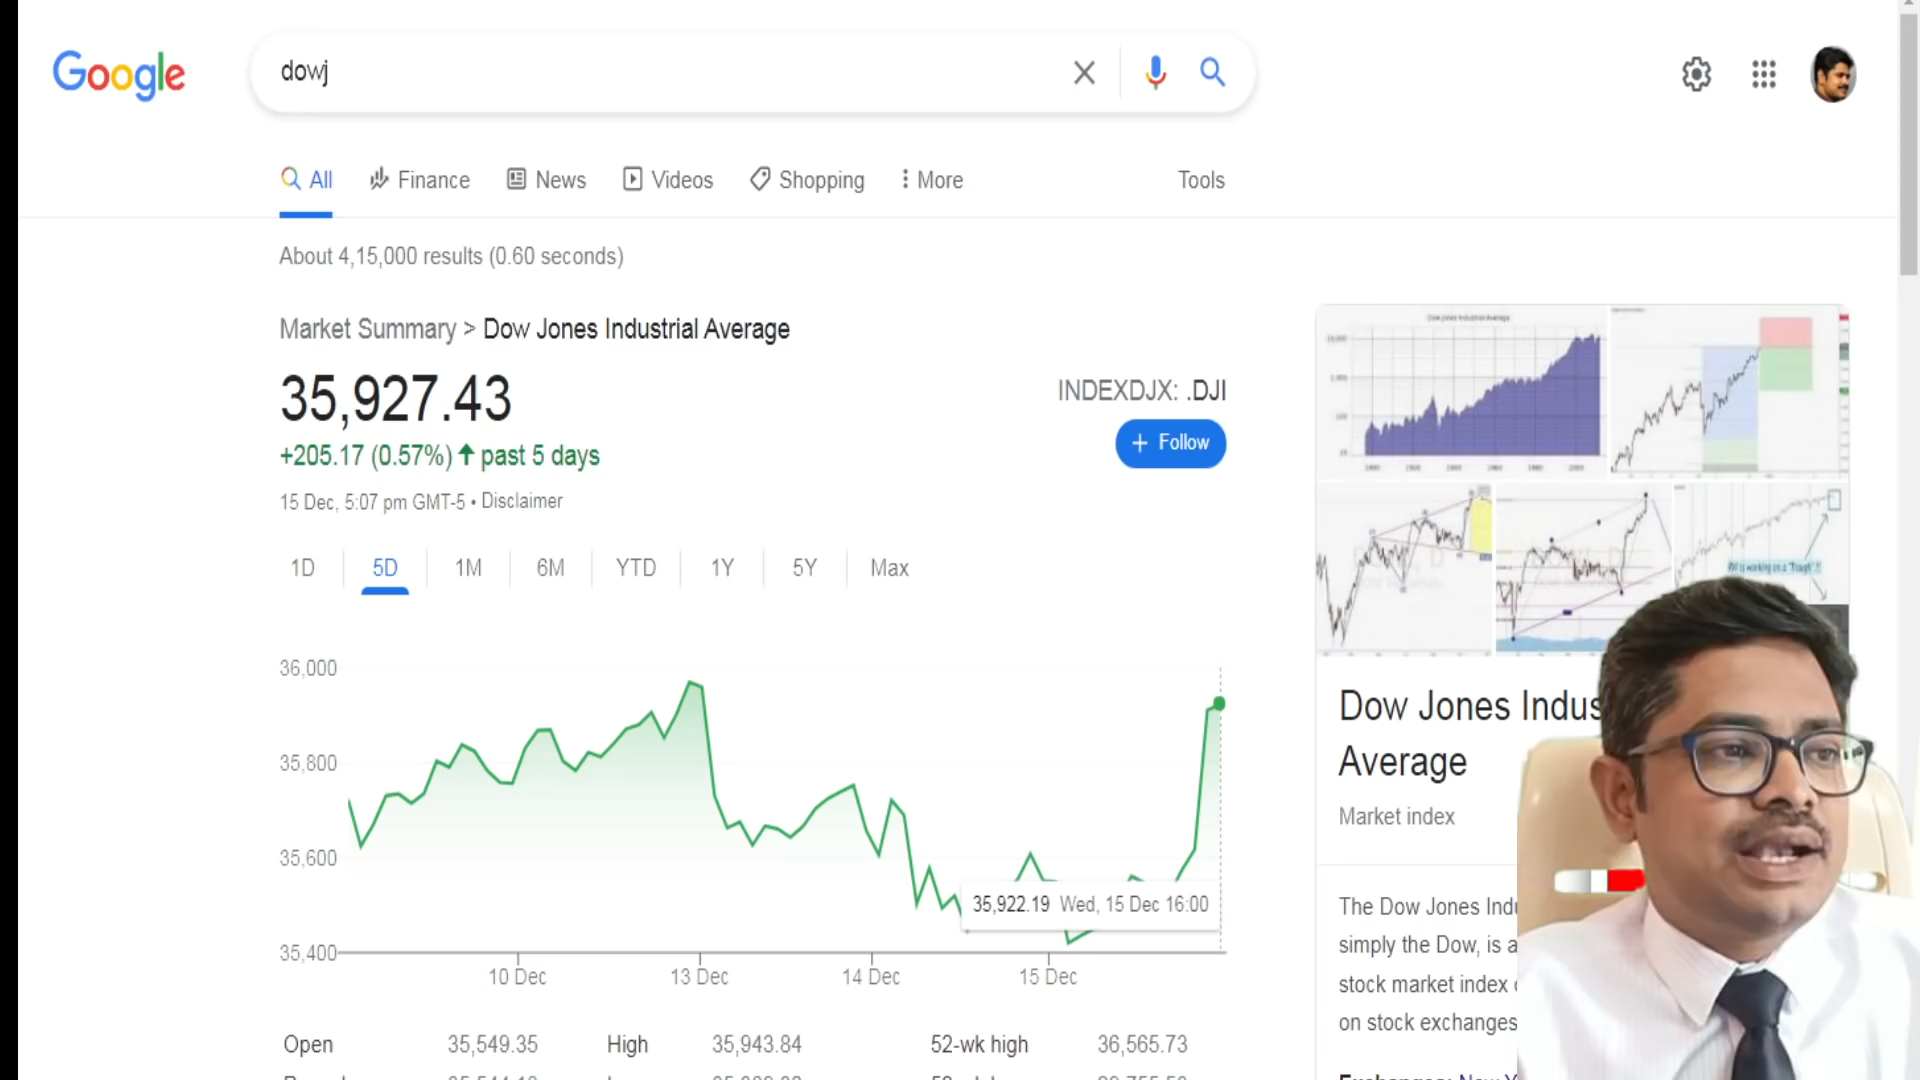 Google
dowj
All
Finance
News
Videos
Shopping
More
Tools
About 4,15,000 results (0.60 seconds)
Market Summary > Dow Jones Industrial Average
35,927.43
INDEXDJX: .DJI
+205.17 (0.57%) ↑ past 5 days
+ Follow
15 Dec, 5:07 pm GMT-5 • Disclaimer
1D 5D 1M 6M YTD 1Y 5Y Max
36,000
35,800
35,600
35,400
35,922.19 Wed, 15 Dec 16:00
10 Dec 13 Dec 14 Dec 15 Dec
Open 35,549.35 High 35,943.84 52-wk high 36,565.73
Dow Jones Indus
Average
Market index
The Dow Jones Indu
simply the Dow, is a
stock market index
on stock exchanges